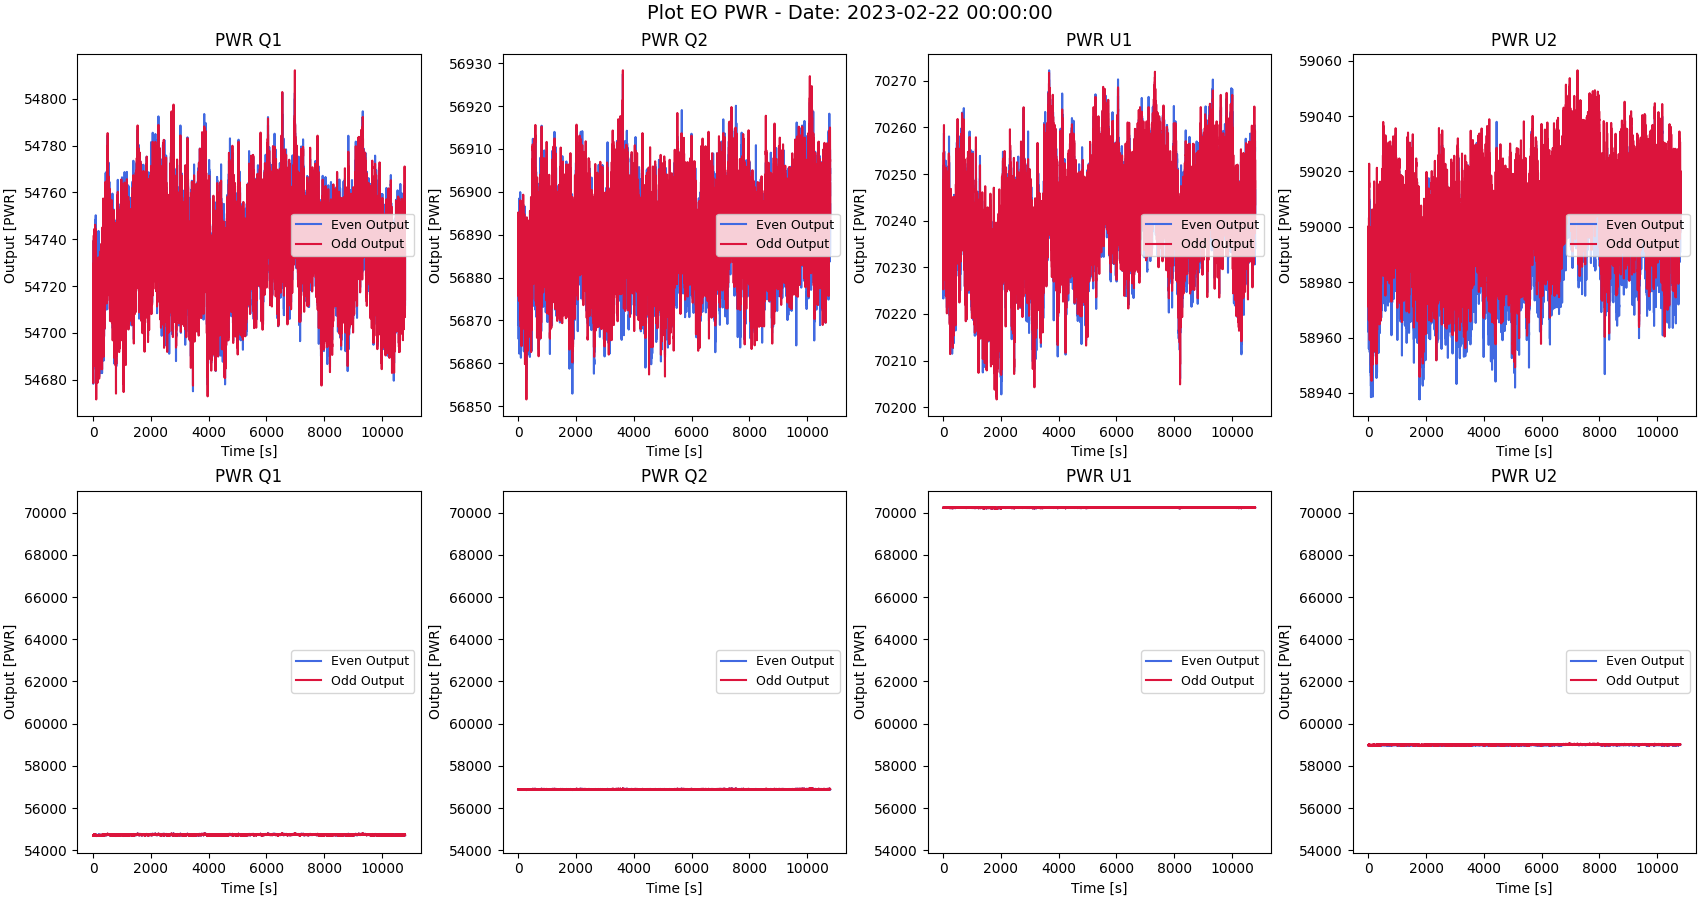 Plot EO PWR - Date: 2023-02-22 00:00:00
PWR Q1
Output [PWR]
54800
54780
54760
54740
54720
54700
54680
0 2000 4000 6000 8000 10000
Time [s]
Even Output
Odd Output
PWR Q2
Output [PWR]
56930
56920
56910
56900
56890
56880
56870
56860
56850
0 2000 4000 6000 8000 10000
Time [s]
Even Output
Odd Output
PWR U1
Output [PWR]
70270
70260
70250
70240
70230
70220
70210
70200
0 2000 4000 6000 8000 10000
Time [s]
Even Output
Odd Output
PWR U2
Output [PWR]
59060
59040
59020
59000
58980
58960
58940
0 2000 4000 6000 8000 10000
Time [s]
Even Output
Odd Output
PWR Q1
Output [PWR]
70000
68000
66000
64000
62000
60000
58000
56000
54000
0 2000 4000 6000 8000 10000
Time [s]
Even Output
Odd Output
PWR Q2
Output [PWR]
70000
68000
66000
64000
62000
60000
58000
56000
54000
0 2000 4000 6000 8000 10000
Time [s]
Even Output
Odd Output
PWR U1
Output [PWR]
70000
68000
66000
64000
62000
60000
58000
56000
54000
0 2000 4000 6000 8000 10000
Time [s]
Even Output
Odd Output
PWR U2
Output [PWR]
70000
68000
66000
64000
62000
60000
58000
56000
54000
0 2000 4000 6000 8000 10000
Time [s]
Even Output
Odd Output